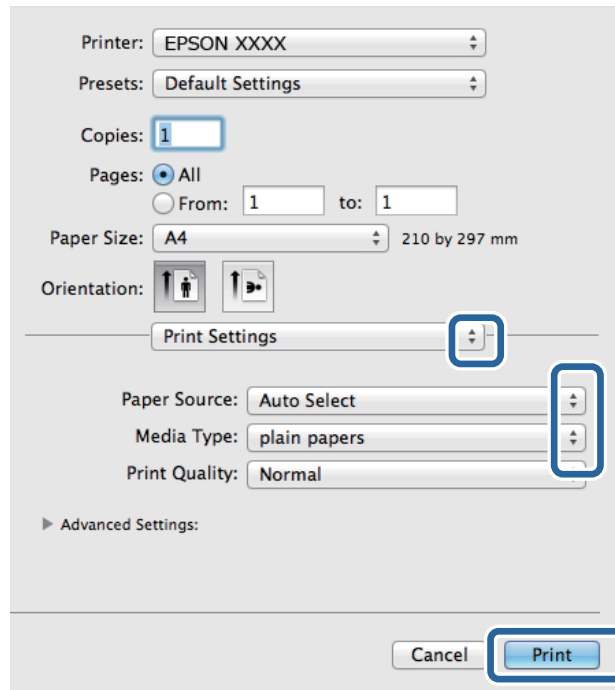 Printer: EPSON XXXX
Presets: Default Settings
Copies: 1
Pages: All
From: 1 to: 1
Paper Size: A4 210 by 297 mm
Orientation:
Print Settings
Paper Source: Auto Select
Media Type: plain papers
Print Quality: Normal
Advanced Settings:
Cancel Print